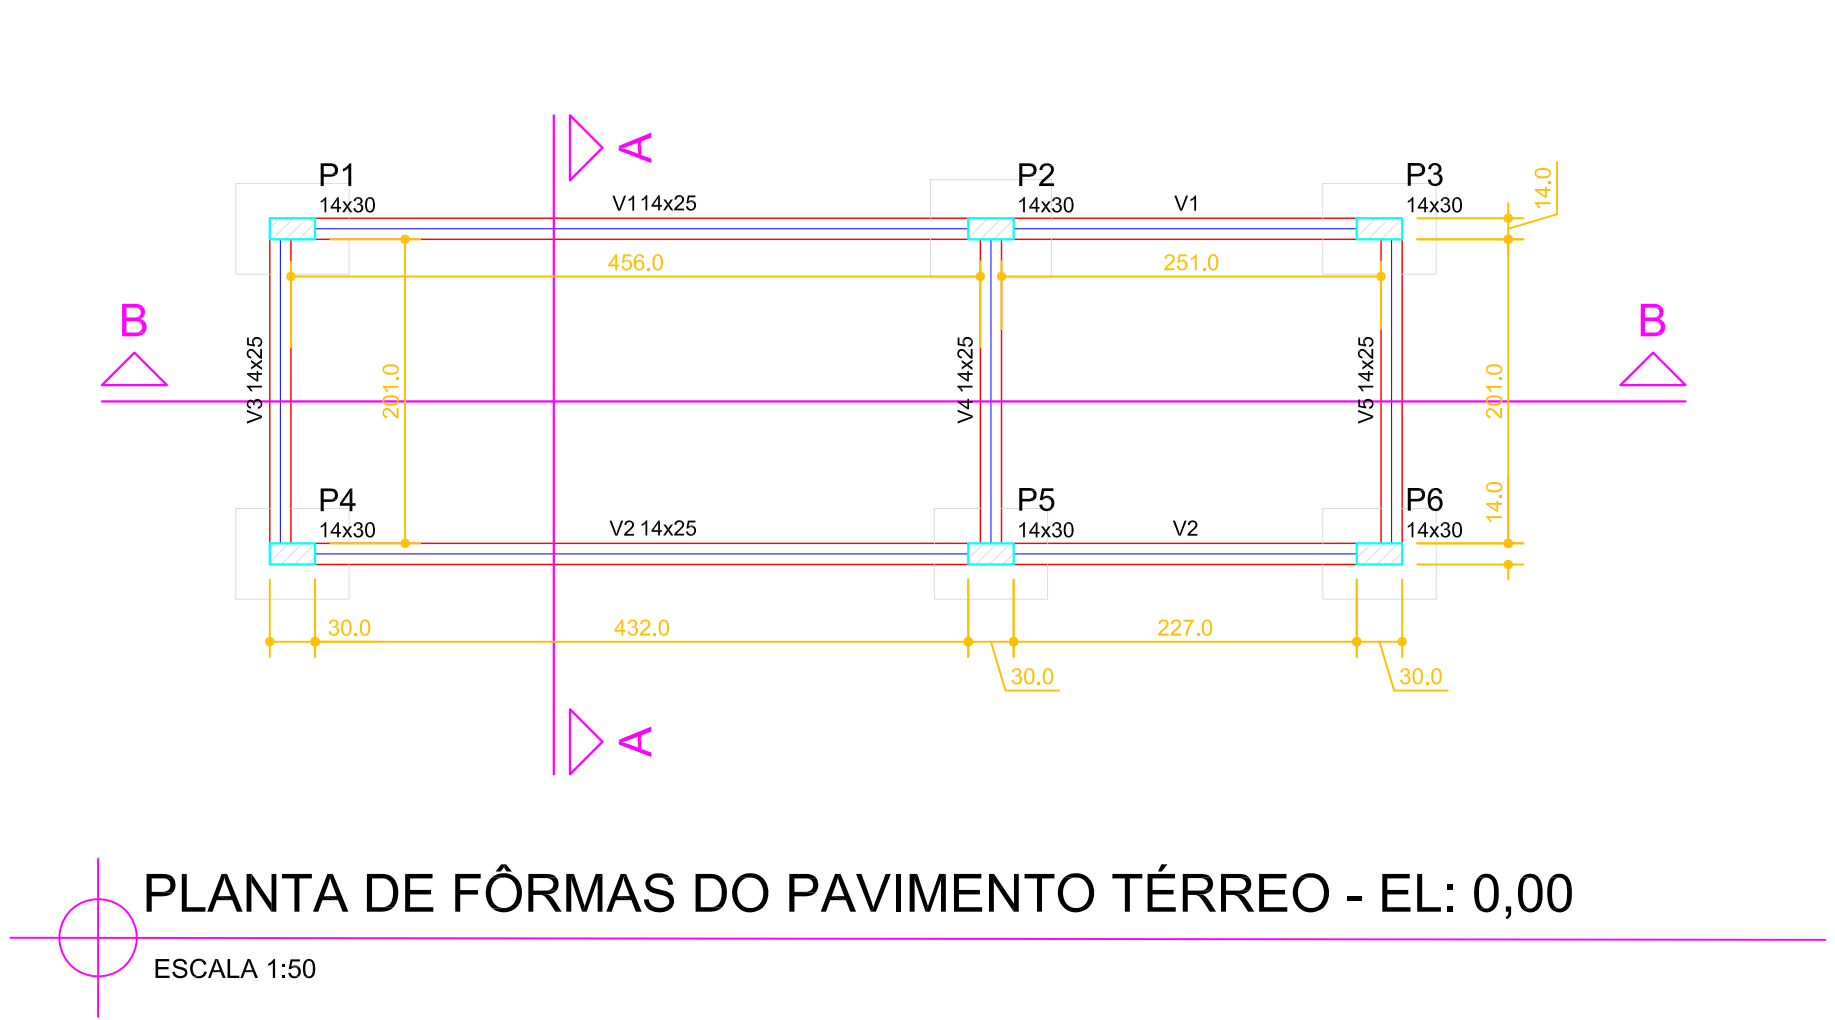 A
P1
14x30
V114x25
P2
14x30
V1
P3
14x30
14.0
456.0
251.0
B
B
V3 14x25
201.0
V4 14x25
V5 14x25
201.0
P4
14x30
V2 14x25
P5
14x30
V2
P6
14x30
14.0
30.0
432.0
227.0
30.0
30.0
A
PLANTA DE FÔRMAS DO PAVIMENTO TÉRREO - EL: 0,00
ESCALA 1:50